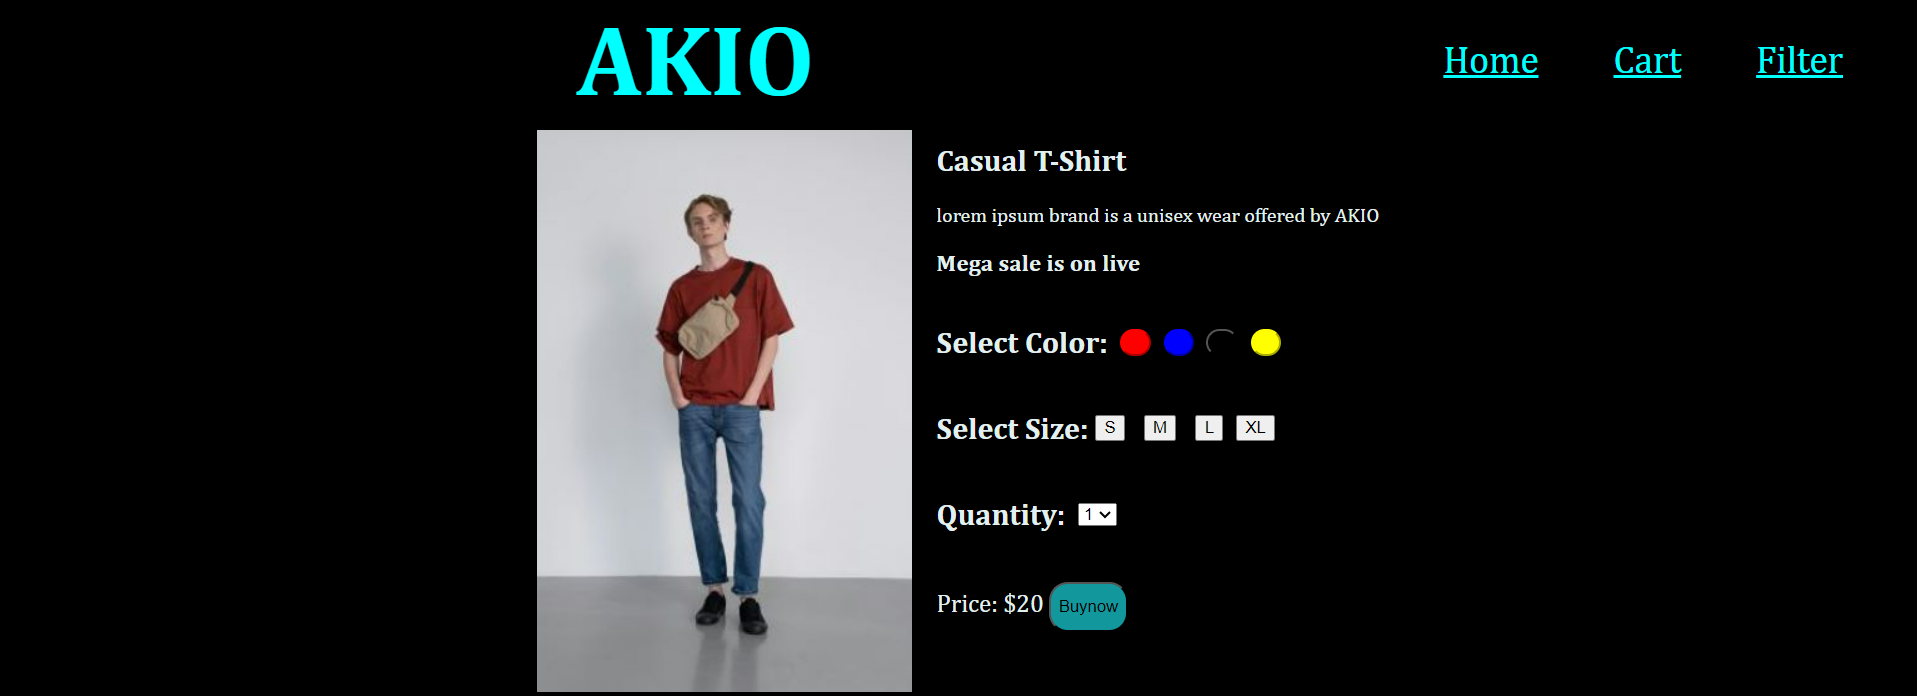 AKIO
Home Cart Filter
Casual T-Shirt
lorem ipsum brand is a unisex wear offered by AKIO
Mega sale is on live
Select Color:
Select Size: S M L XL
Quantity: 1
Price: $20 Buynow